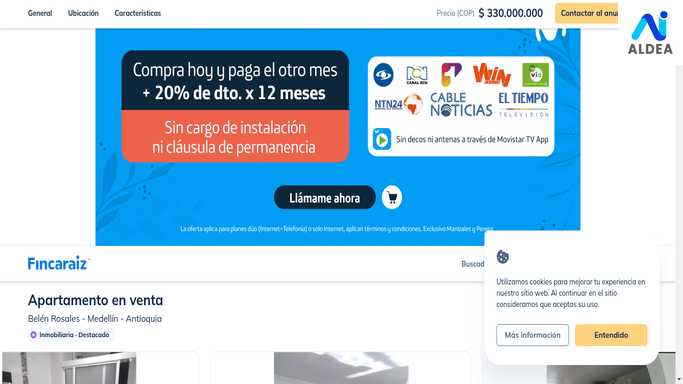 General Ubicación Características Precio (COP) $ 330.000.000 Contactar al anun
ALDEA
Compra hoy y paga el otro mes
+ 20% de dto. x 12 meses
Sin cargo de instalación
ni cláusula de permanencia
CANAL RCN
1
WIN
NTN24
CABLE
NOTICIAS
EL TIEMPO
TELEVISIÓN
Sin decos ni antenas a través de Movistar TV App
Llámame ahora
La oferta aplica para planes dúo (Internet+Telefonía) o solo Internet, aplican términos y condiciones. Exclusivo Manizales y Pereira
Fincaraiz
Buscad
Apartamento en venta
Belén Rosales - Medellín - Antioquia
Inmobiliaria - Destacado
Utilizamos cookies para mejorar tu experiencia en
nuestro sitio web. Al continuar en el sitio
consideramos que aceptas su uso.
Más información
Entendido